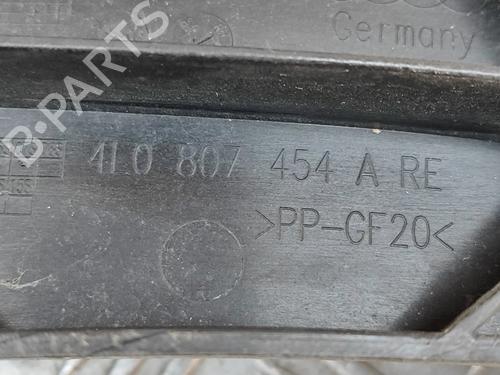 Germany
B-PARTS
4L0 807 454 A RE
>PP-GF20<